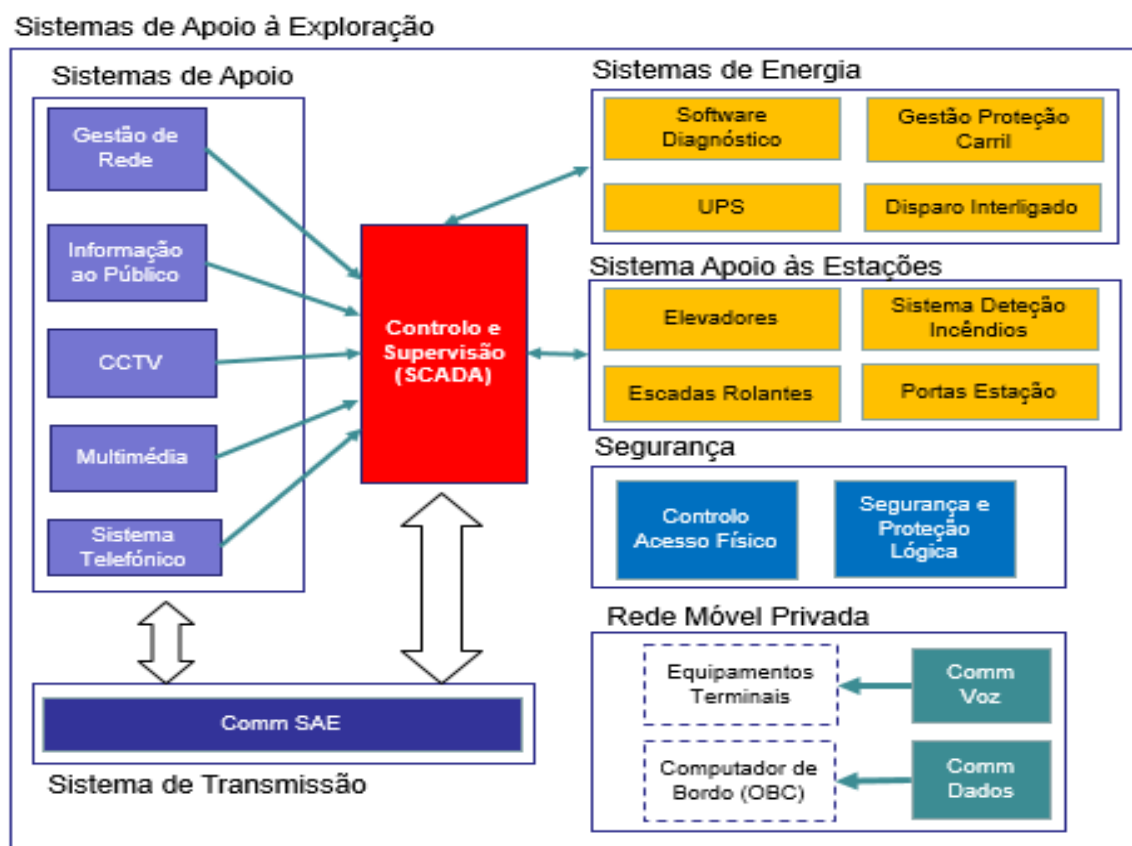 Sistemas de Apoio à Exploração
Sistemas de Apoio
Gestão de
Rede
Informação
ao Público
CCTV
Multimédia
Sistema
Telefónico
Controlo e
Supervisão
(SCADA)
Comm SAE
Sistema de Transmissão
Sistemas de Energia
Software
Diagnóstico
Gestão Proteção
Carril
UPS
Disparo Interligado
Sistema Apoio às Estações
Elevadores
Sistema Deteção
Incêndios
Escadas Rolantes
Portas Estação
Segurança
Controlo
Acesso Físico
Segurança e
Proteção
Lógica
Rede Móvel Privada
Equipamentos
Terminais
Comm
Voz
Computador de
Bordo (OBC)
Comm
Dados